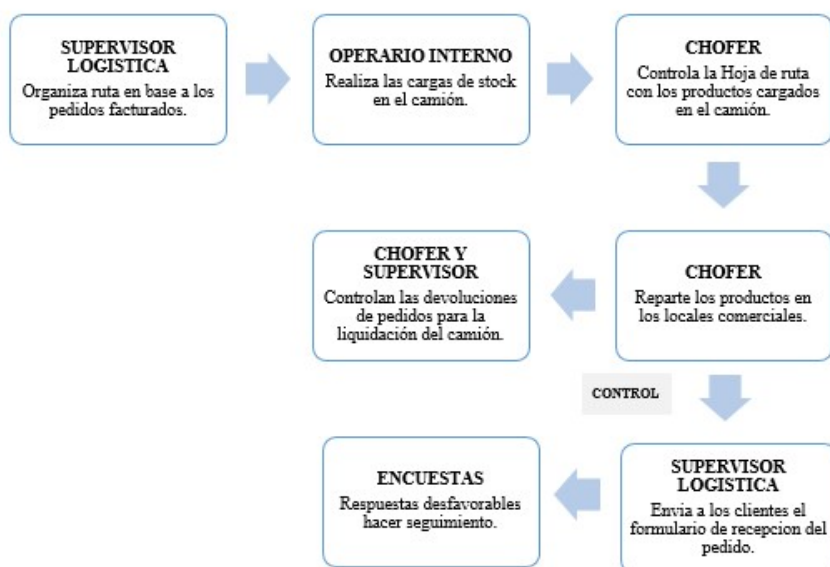 SUPERVISOR
LOGISTICA
Organiza ruta en base a los
pedidos facturados.
OPERARIO INTERNO
Realiza las cargas de stock
en el camión.
CHOFER
Controla la Hoja de ruta
con los productos cargados
en el camión.
CHOFER Y
SUPERVISOR
Controlan las devoluciones
de pedidos para la
liquidación del camión.
CHOFER
Reparte los productos en
los locales comerciales.
CONTROL
ENCUESTAS
Respuestas desfavorables
hacer seguimiento.
SUPERVISOR
LOGISTICA
Envia a los clientes el
formulario de recepcion del
pedido.